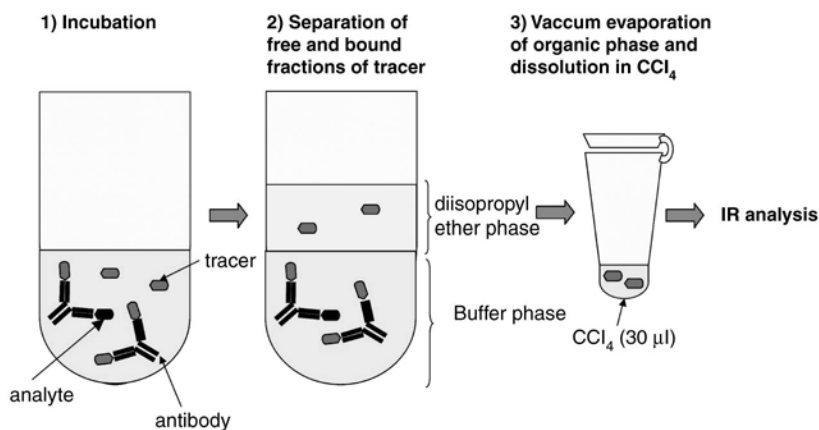 1) Incubation
2) Separation of
free and bound
fractions of tracer
3) Vaccum evaporation
of organic phase and
dissolution in CCl₄
diisopropyl
ether phase
IR analysis
tracer
Buffer phase
CCl₄ (30 µl)
analyte
antibody